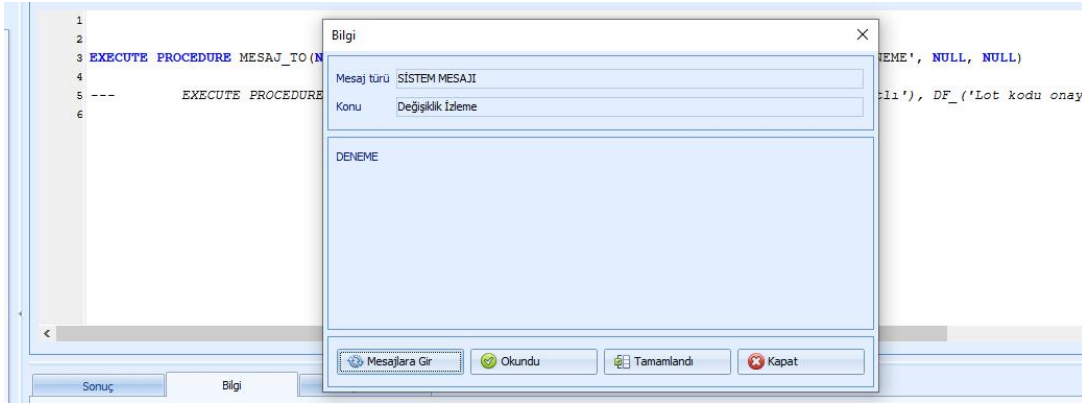 1
2
3 EXECUTE PROCEDURE MESAJ_TO(N
NEME', NULL, NULL)
4
5 --- EXECUTE PROCEDURE
tlı'), DF_('Lot kodu onay
6
Bilgi
Mesaj türü SİSTEM MESAJI
Konu Değişiklik İzleme
DENEME
Mesajlara Gir Okundu Tamamlandı Kapat
Sonuç Bilgi